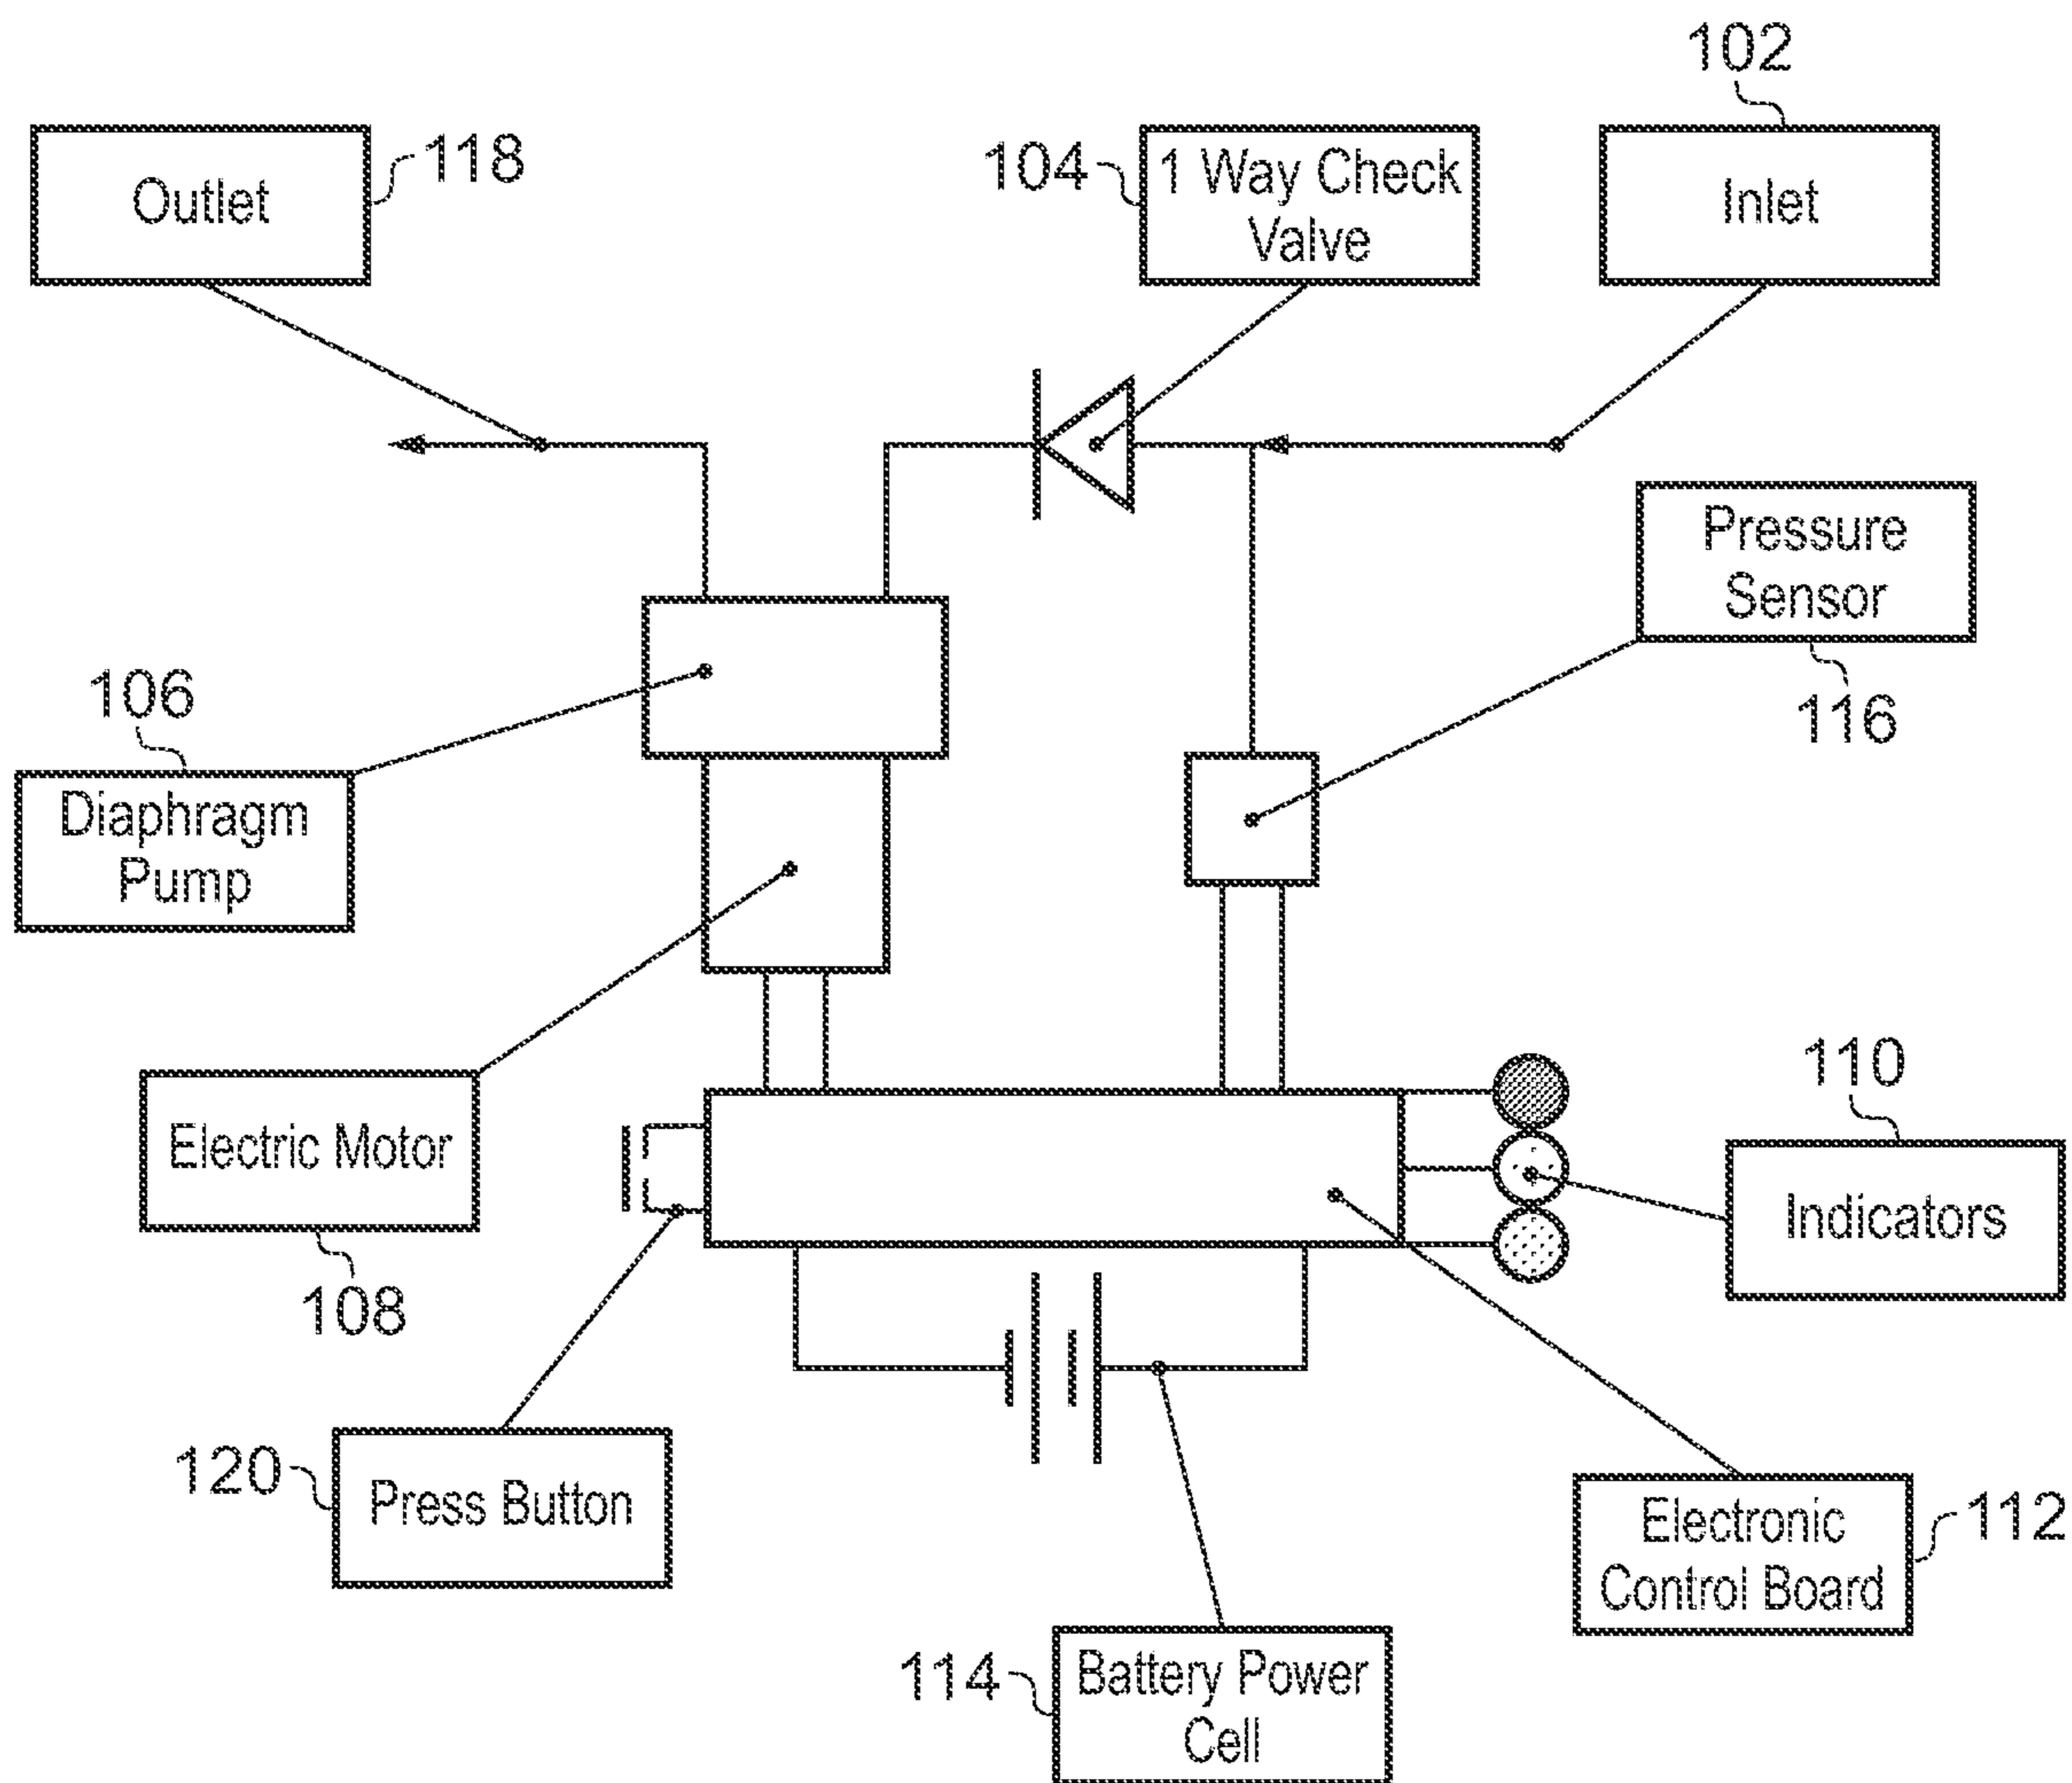 102
118
104
1 Way Check
Valve
Outlet
Inlet
Pressure
Sensor
116
106
Diaphragm
Pump
110
Electric Motor
Indicators
108
120
Press Button
Electronic
Control Board
112
114
Battery Power
Cell